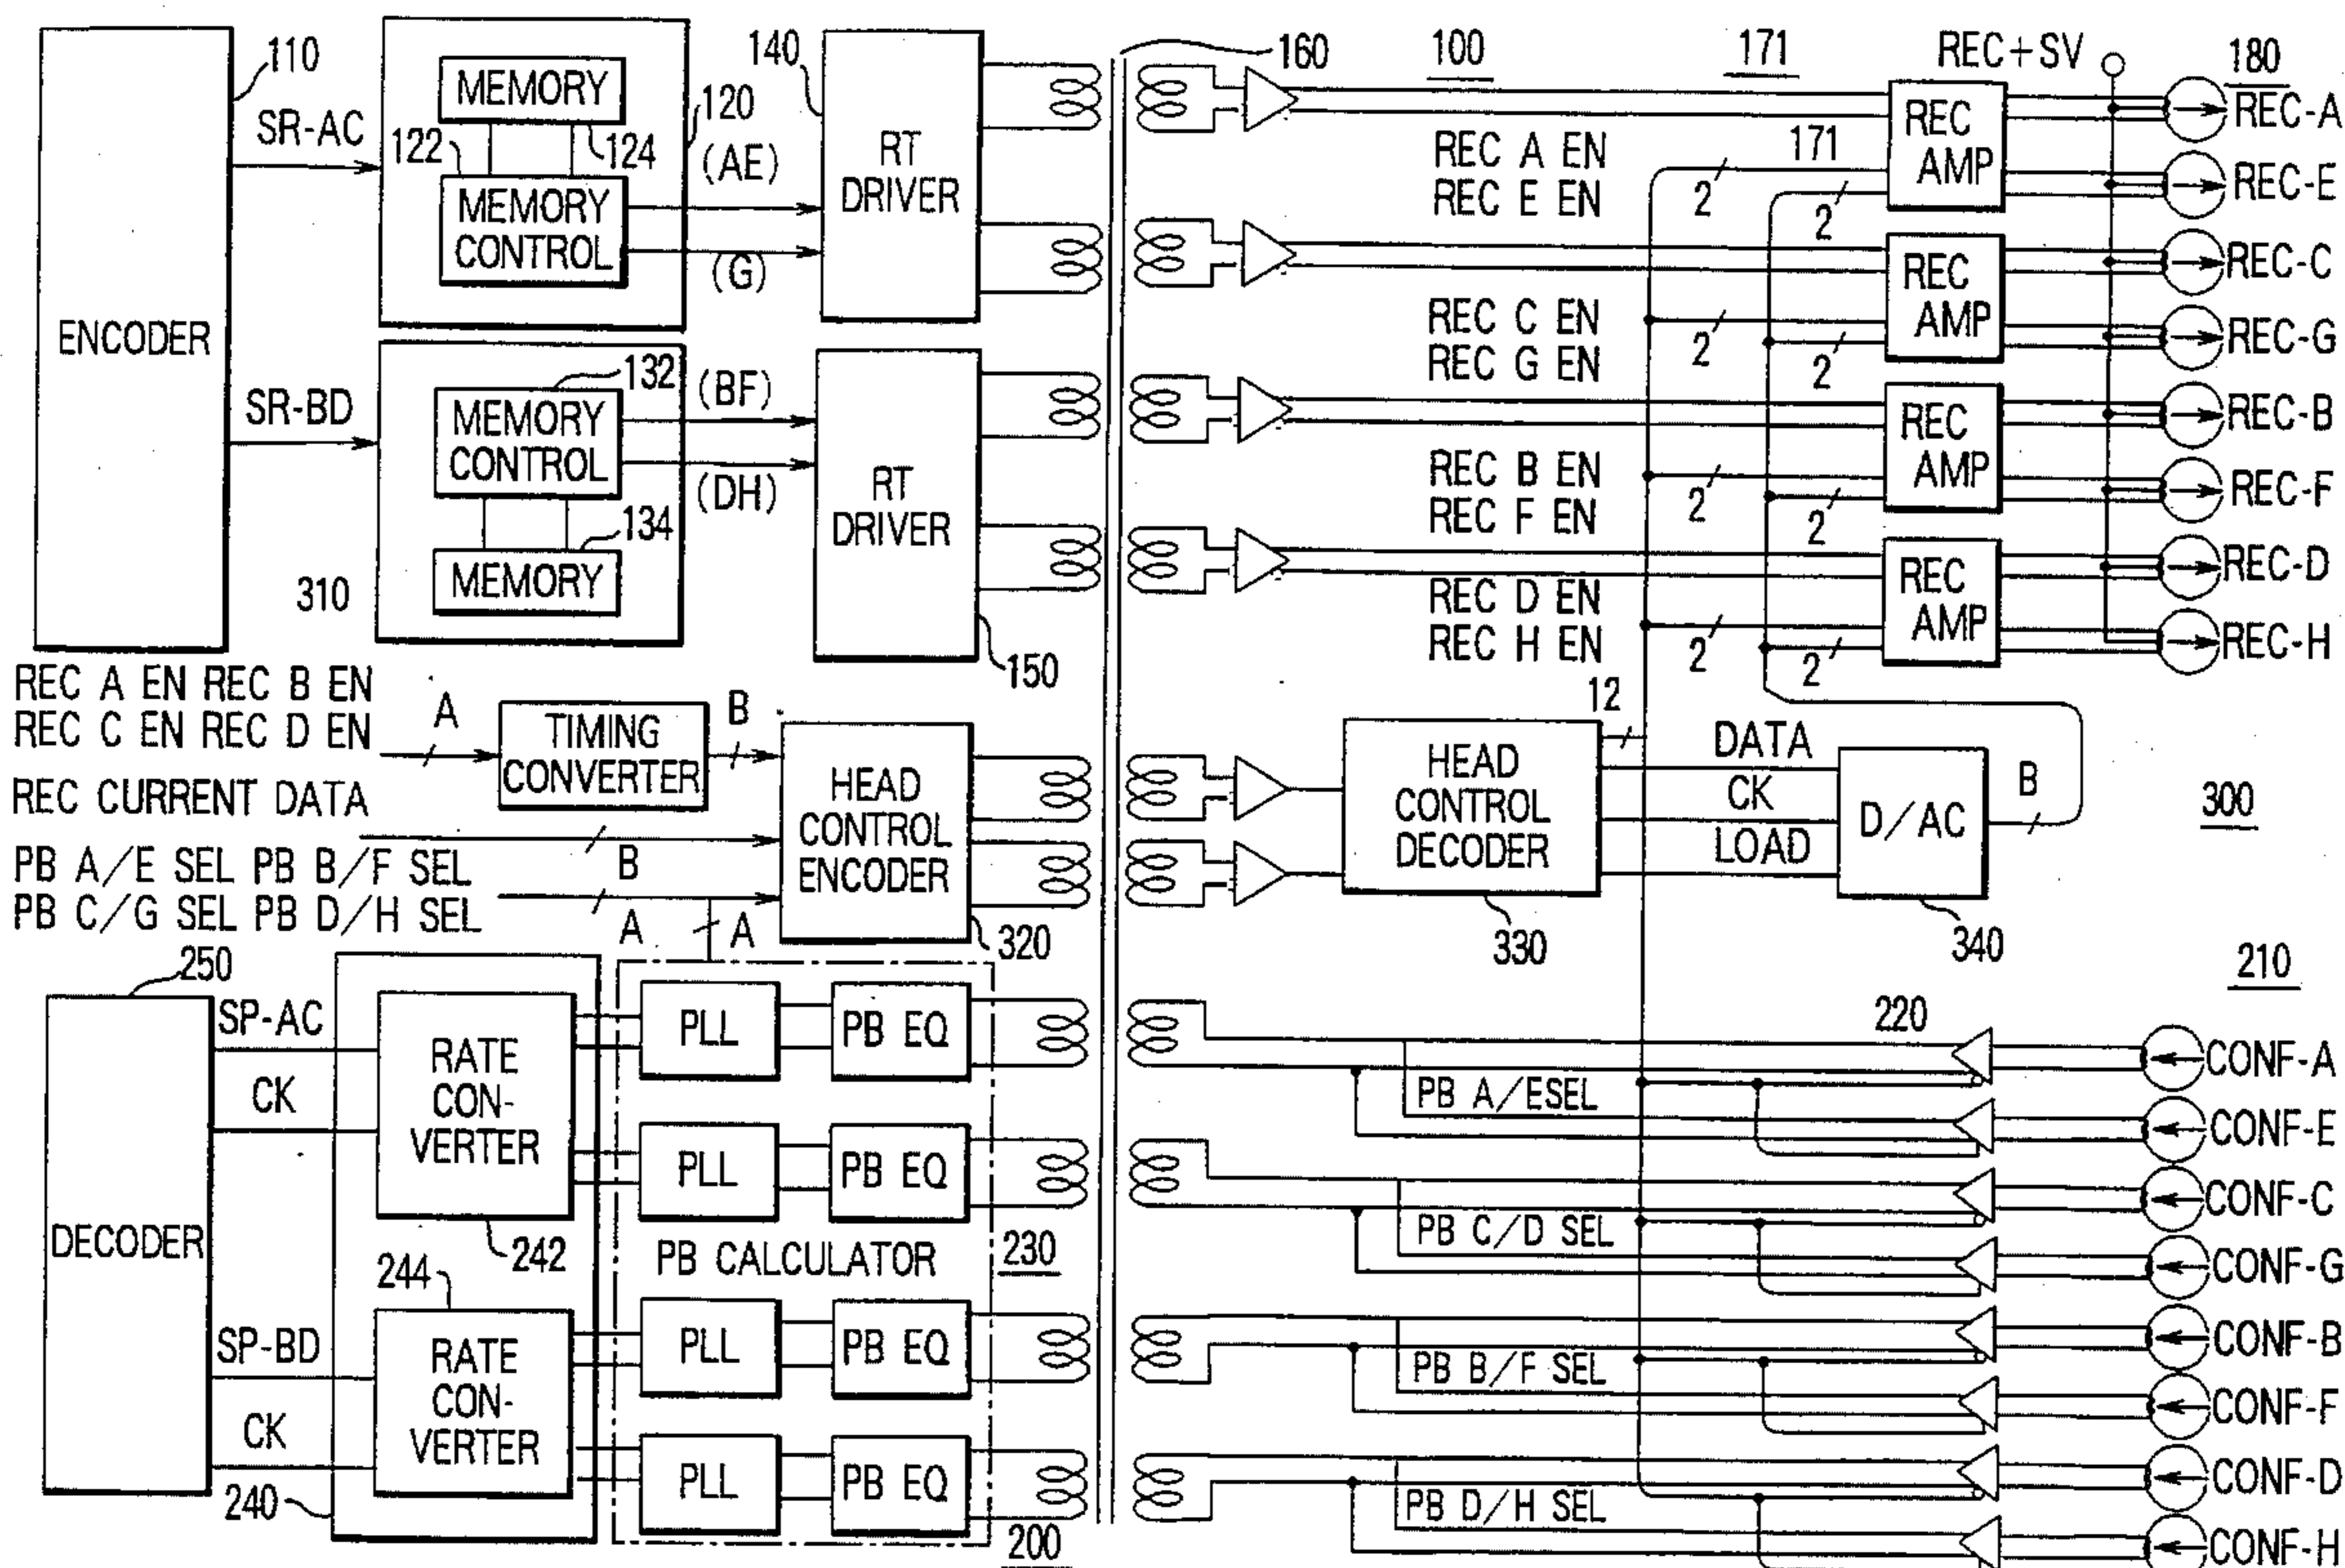 110
ENCODER
SR-AC
SR-BD
310
MEMORY
124
122
MEMORY
CONTROL
120
(AE)
(G)
132
MEMORY
CONTROL
134
MEMORY
(BF)
(DH)
140
RT
DRIVER
RT
DRIVER
150
160
100
171
REC+SV
180
REC A EN
REC E EN
171
2
2
REC
AMP
REC-A
REC-E
REC C EN
REC G EN
2
2
REC
AMP
REC-C
REC-G
REC B EN
REC F EN
2
2
REC
AMP
REC-B
REC-F
REC D EN
REC H EN
2
2
REC
AMP
REC-D
REC-H
REC A EN REC B EN
REC C EN REC D EN
A
TIMING
CONVERTER
B
REC CURRENT DATA
B
PB A/E SEL PB B/F SEL
PB C/G SEL PB D/H SEL
A
A
HEAD
CONTROL
ENCODER
320
HEAD
CONTROL
DECODER
330
12
DATA
CK
LOAD
D/AC
340
B
300
250
DECODER
SP-AC
CK
SP-BD
CK
240
RATE
CON-
VERTER
242
244
RATE
CON-
VERTER
PLL
PB EQ
PLL
PB EQ
PB CALCULATOR
230
PLL
PB EQ
PLL
PB EQ
200
210
220
PB A/ESEL
CONF-A
CONF-E
PB C/D SEL
CONF-C
CONF-G
PB B/F SEL
CONF-B
CONF-F
PB D/H SEL
CONF-D
CONF-H